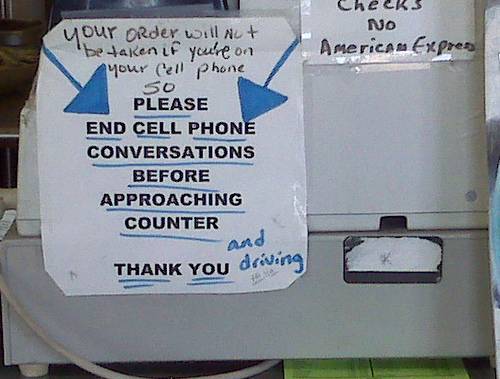 your order will Not
be taken if you're on
your Cell phone
SO
PLEASE
END CELL PHONE
CONVERSATIONS
BEFORE
APPROACHING
COUNTER
and
driving
THANK YOU
Checks
No
American Express